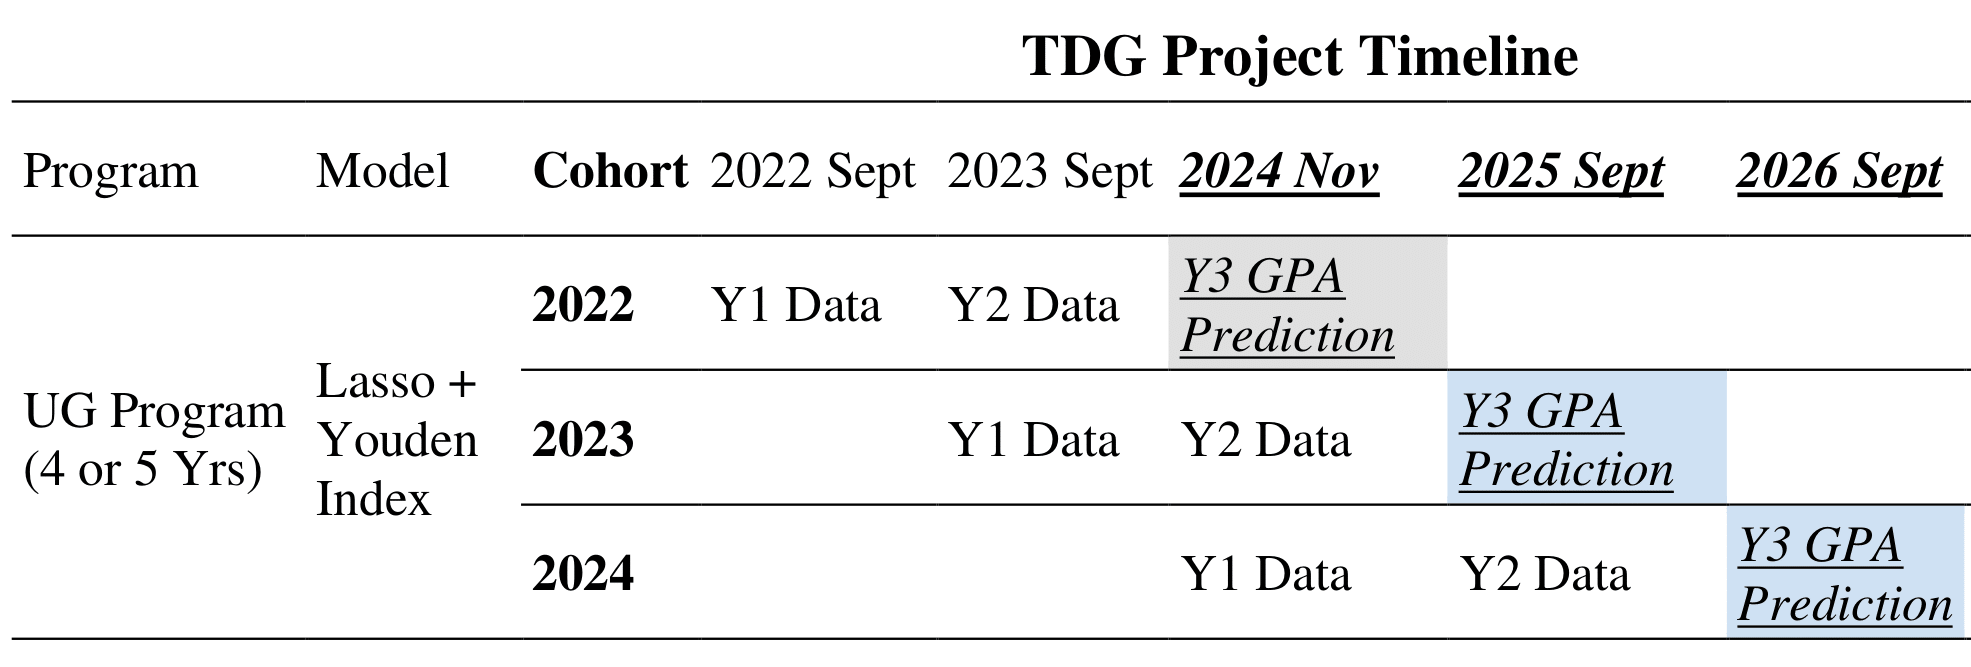 TDG Project Timeline
Program Model Cohort 2022 Sept 2023 Sept 2024 Nov 2025 Sept 2026 Sept
UG Program
(4 or 5 Yrs)
Lasso +
Youden
Index
2022 Y1 Data Y2 Data Y3 GPA
Prediction
2023 Y1 Data Y2 Data Y3 GPA
Prediction
2024 Y1 Data Y2 Data Y3 GPA
Prediction